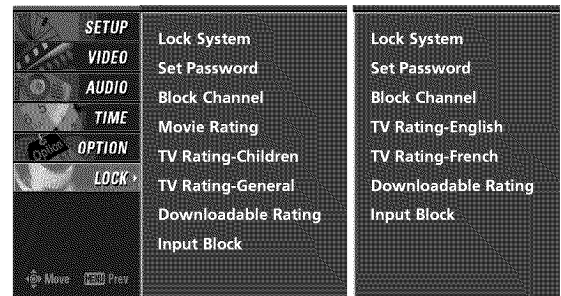 SETUP
VIDEO
AUDIO
TIME
Option
OPTION
LOCK
Move
MENU Prev
Lock System
Set Password
Block Channel
Movie Rating
TV Rating-Children
TV Rating-General
Downloadable Rating
Input Block
Lock System
Set Password
Block Channel
TV Rating-English
TV Rating-French
Downloadable Rating
Input Block